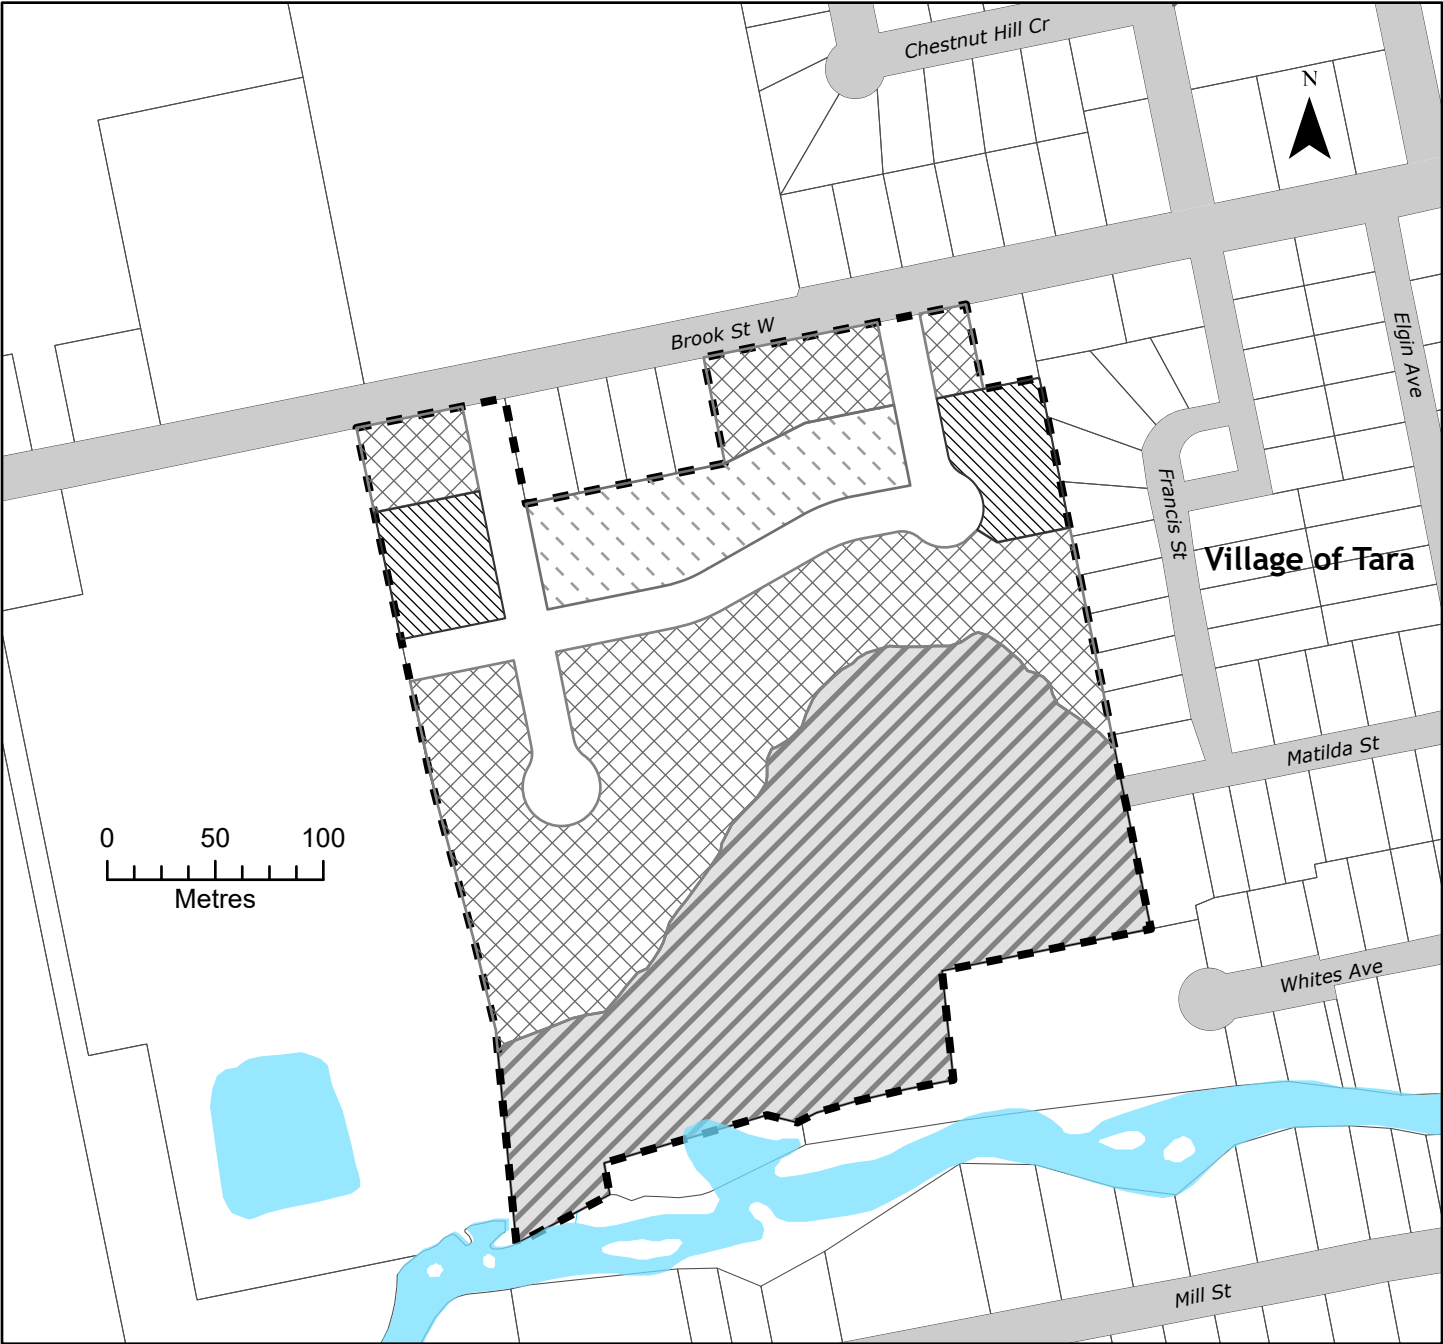 Chestnut Hill Cr
N
Brook St W
Elgin Ave
Francis St
Village of Tara
Matilda St
0 50 100
Metres
Whites Ave
Mill St